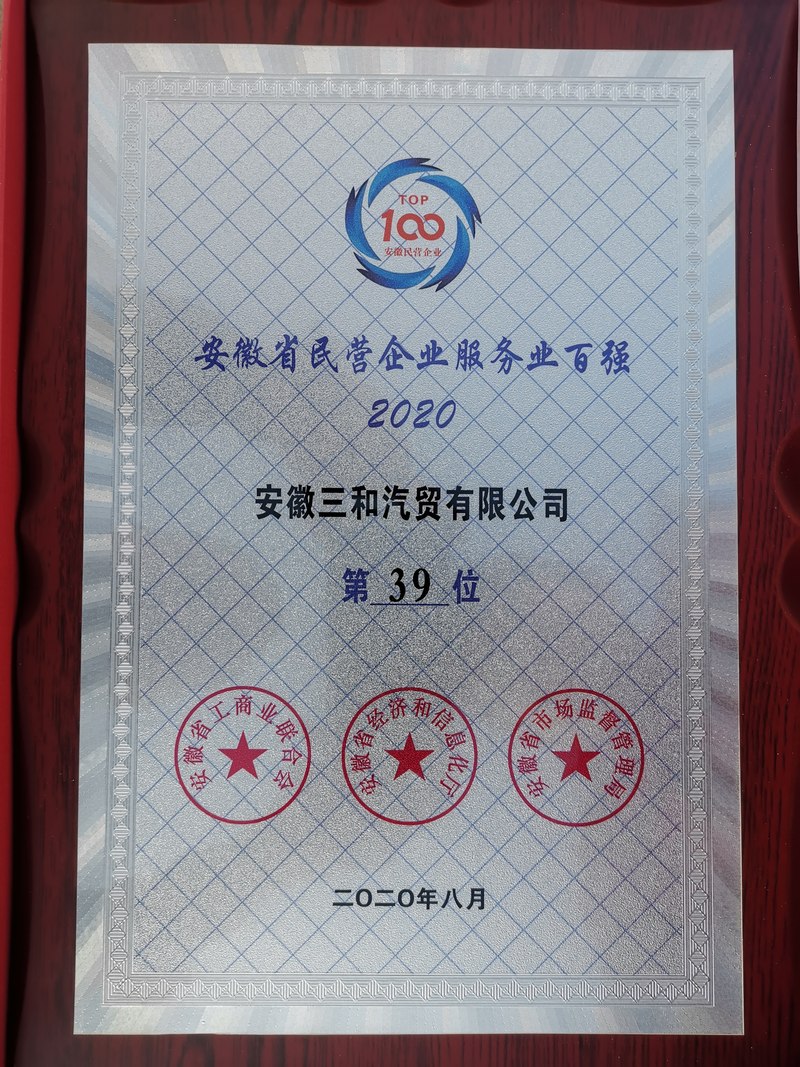 TOP
100
安徽民营企业
安徽省民营企业服务业百强
2020
安徽三和汽贸有限公司
第 39 位
安徽省工商业联合会
安徽省经济和信息化厅
安徽省市场监督管理局
二〇二〇年八月